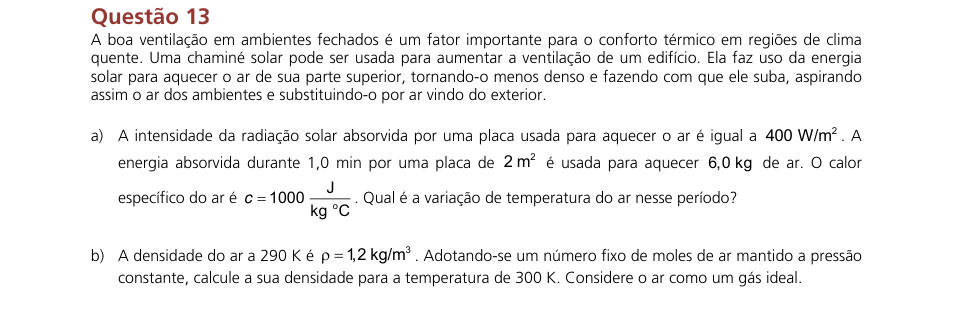 Questão 13
A boa ventilação em ambientes fechados é um fator importante para o conforto térmico em regiões de clima
quente. Uma chaminé solar pode ser usada para aumentar a ventilação de um edifício. Ela faz uso da energia
solar para aquecer o ar de sua parte superior, tornando-o menos denso e fazendo com que ele suba, aspirando
assim o ar dos ambientes e substituindo-o por ar vindo do exterior.
a) A intensidade da radiação solar absorvida por uma placa usada para aquecer o ar é igual a 400 W/m². A
energia absorvida durante 1,0 min por uma placa de 2 m² é usada para aquecer 6,0 kg de ar. O calor
específico do ar é c = 1000 J/kg °C. Qual é a variação de temperatura do ar nesse período?
b) A densidade do ar a 290 K é ρ = 1,2 kg/m³. Adotando-se um número fixo de moles de ar mantido a pressão
constante, calcule a sua densidade para a temperatura de 300 K. Considere o ar como um gás ideal.